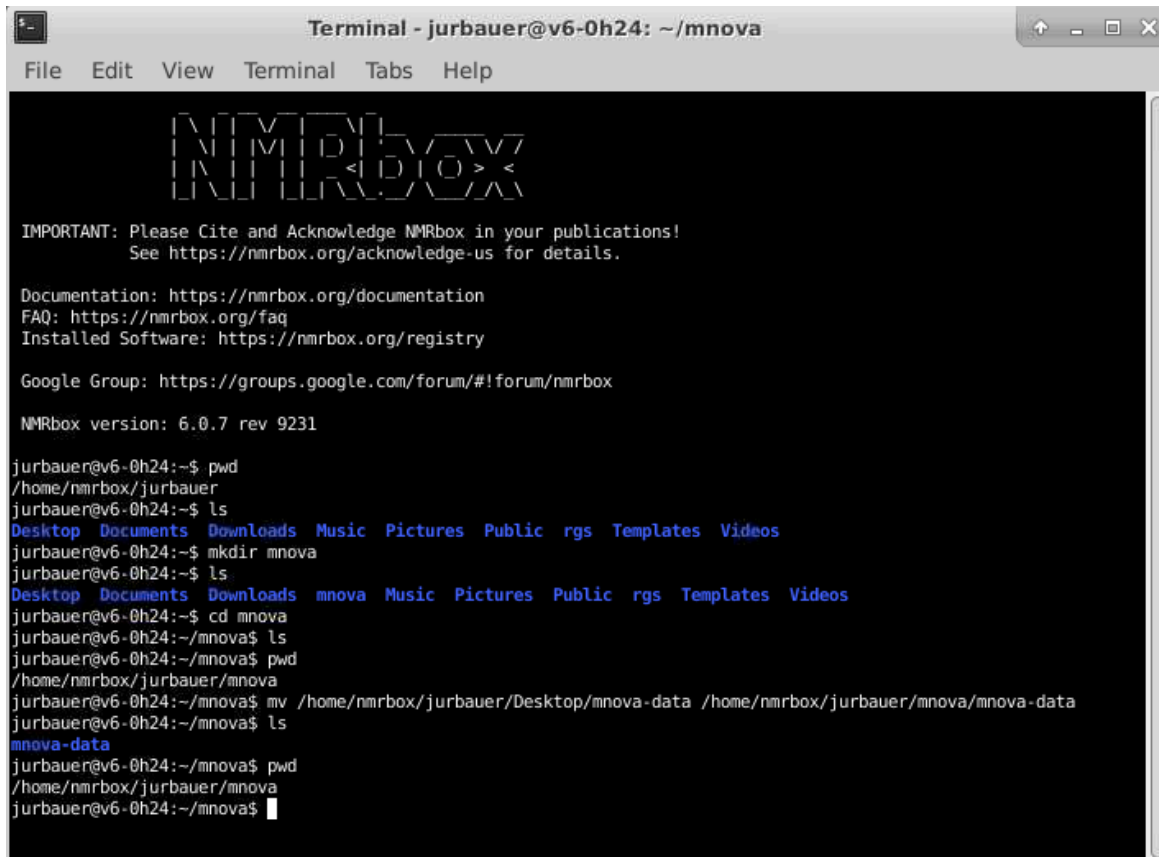 Terminal - jurbauer@v6-0h24: ~/mnova
File Edit View Terminal Tabs Help
NMRbox
IMPORTANT: Please Cite and Acknowledge NMRbox in your publications!
See https://nmrbox.org/acknowledge-us for details.
Documentation: https://nmrbox.org/documentation
FAQ: https://nmrbox.org/faq
Installed Software: https://nmrbox.org/registry
Google Group: https://groups.google.com/forum/#!forum/nmrbox
NMRbox version: 6.0.7 rev 9231
jurbauer@v6-0h24:~$ pwd
/home/nmrbox/jurbauer
jurbauer@v6-0h24:~$ ls
Desktop Documents Downloads Music Pictures Public rgs Templates Videos
jurbauer@v6-0h24:~$ mkdir mnova
jurbauer@v6-0h24:~$ ls
Desktop Documents Downloads mnova Music Pictures Public rgs Templates Videos
jurbauer@v6-0h24:~$ cd mnova
jurbauer@v6-0h24:~/mnova$ ls
jurbauer@v6-0h24:~/mnova$ pwd
/home/nmrbox/jurbauer/mnova
jurbauer@v6-0h24:~/mnova$ mv /home/nmrbox/jurbauer/Desktop/mnova-data /home/nmrbox/jurbauer/mnova/mnova-data
jurbauer@v6-0h24:~/mnova$ ls
mnova-data
jurbauer@v6-0h24:~/mnova$ pwd
/home/nmrbox/jurbauer/mnova
jurbauer@v6-0h24:~/mnova$